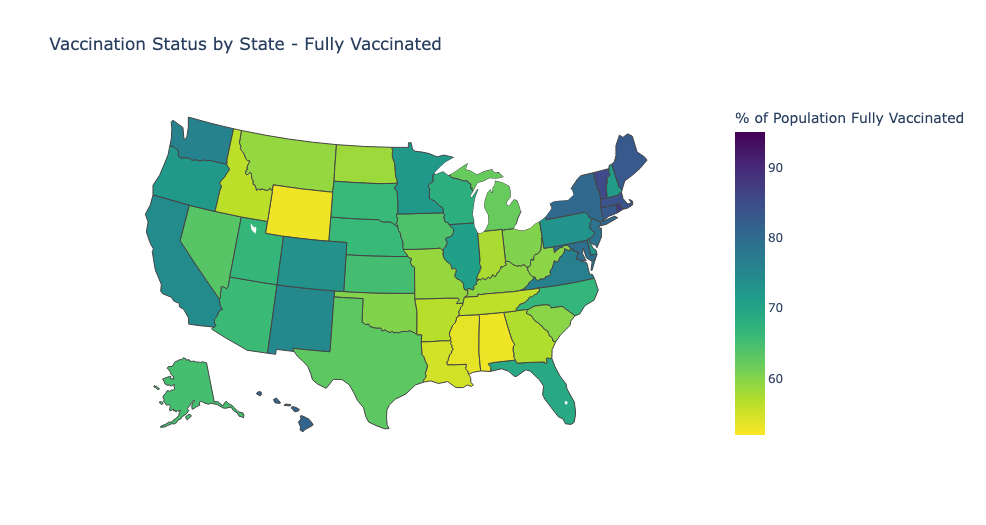 Vaccination Status by State - Fully Vaccinated
% of Population Fully Vaccinated
90
80
70
60